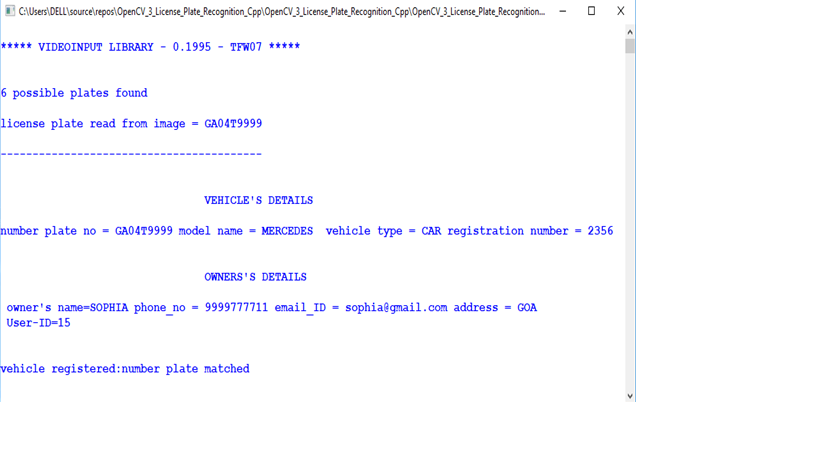 C:\Users\DELL\source\repos\OpenCV_3_License_Plate_Recognition_Cpp\OpenCV_3_License_Plate_Recognition_Cpp\OpenCV_3_License_Plate_Recognition...
***** VIDEOINPUT LIBRARY - 0.1995 - TFW07 *****
6 possible plates found
license plate read from image = GA04T9999
-----------------------------------------
VEHICLE'S DETAILS
number plate no = GA04T9999 model name = MERCEDES  vehicle type = CAR registration number = 2356
OWNERS'S DETAILS
owner's name=SOPHIA phone_no = 9999777711 email_ID = sophia@gmail.com address = GOA
User-ID=15
vehicle registered:number plate matched